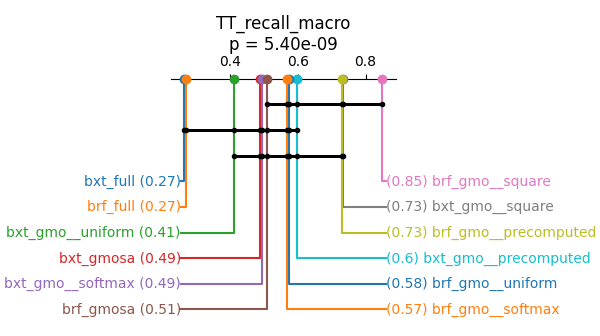 TT_recall_macro
p = 5.40e-09
0.4 0.6 0.8
bxt_full (0.27)
(0.85) brf_gmo__square
brf_full (0.27)
(0.73) bxt_gmo__square
bxt_gmo__uniform (0.41)
(0.73) brf_gmo__precomputed
bxt_gmosa (0.49)
(0.6) bxt_gmo__precomputed
bxt_gmo__softmax (0.49)
(0.58) brf_gmo__uniform
brf_gmosa (0.51)
(0.57) brf_gmo__softmax